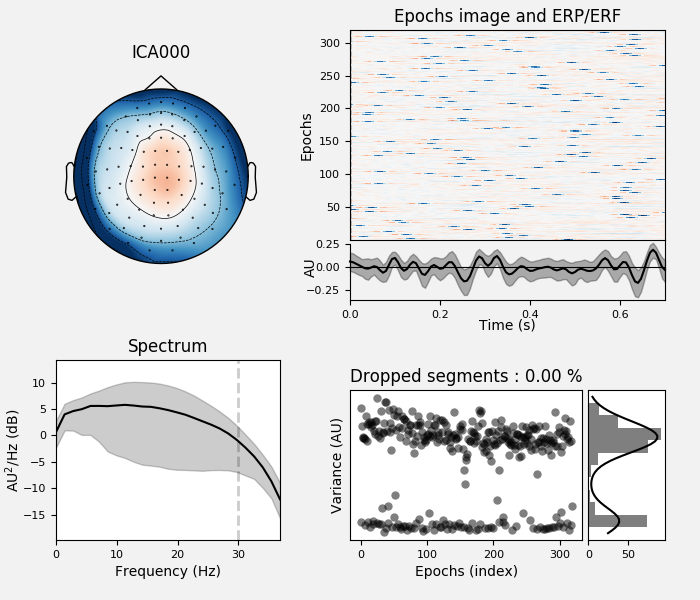 ICA000
Epochs image and ERP/ERF
Epochs
300
250
200
150
100
50
AU
0.25
0.00
−0.25
0.0
0.2
0.4
0.6
Time (s)
Spectrum
AU²/Hz (dB)
10
5
0
−5
−10
−15
0
10
20
30
Frequency (Hz)
Dropped segments : 0.00 %
Variance (AU)
0
100
200
300
Epochs (index)
0
50